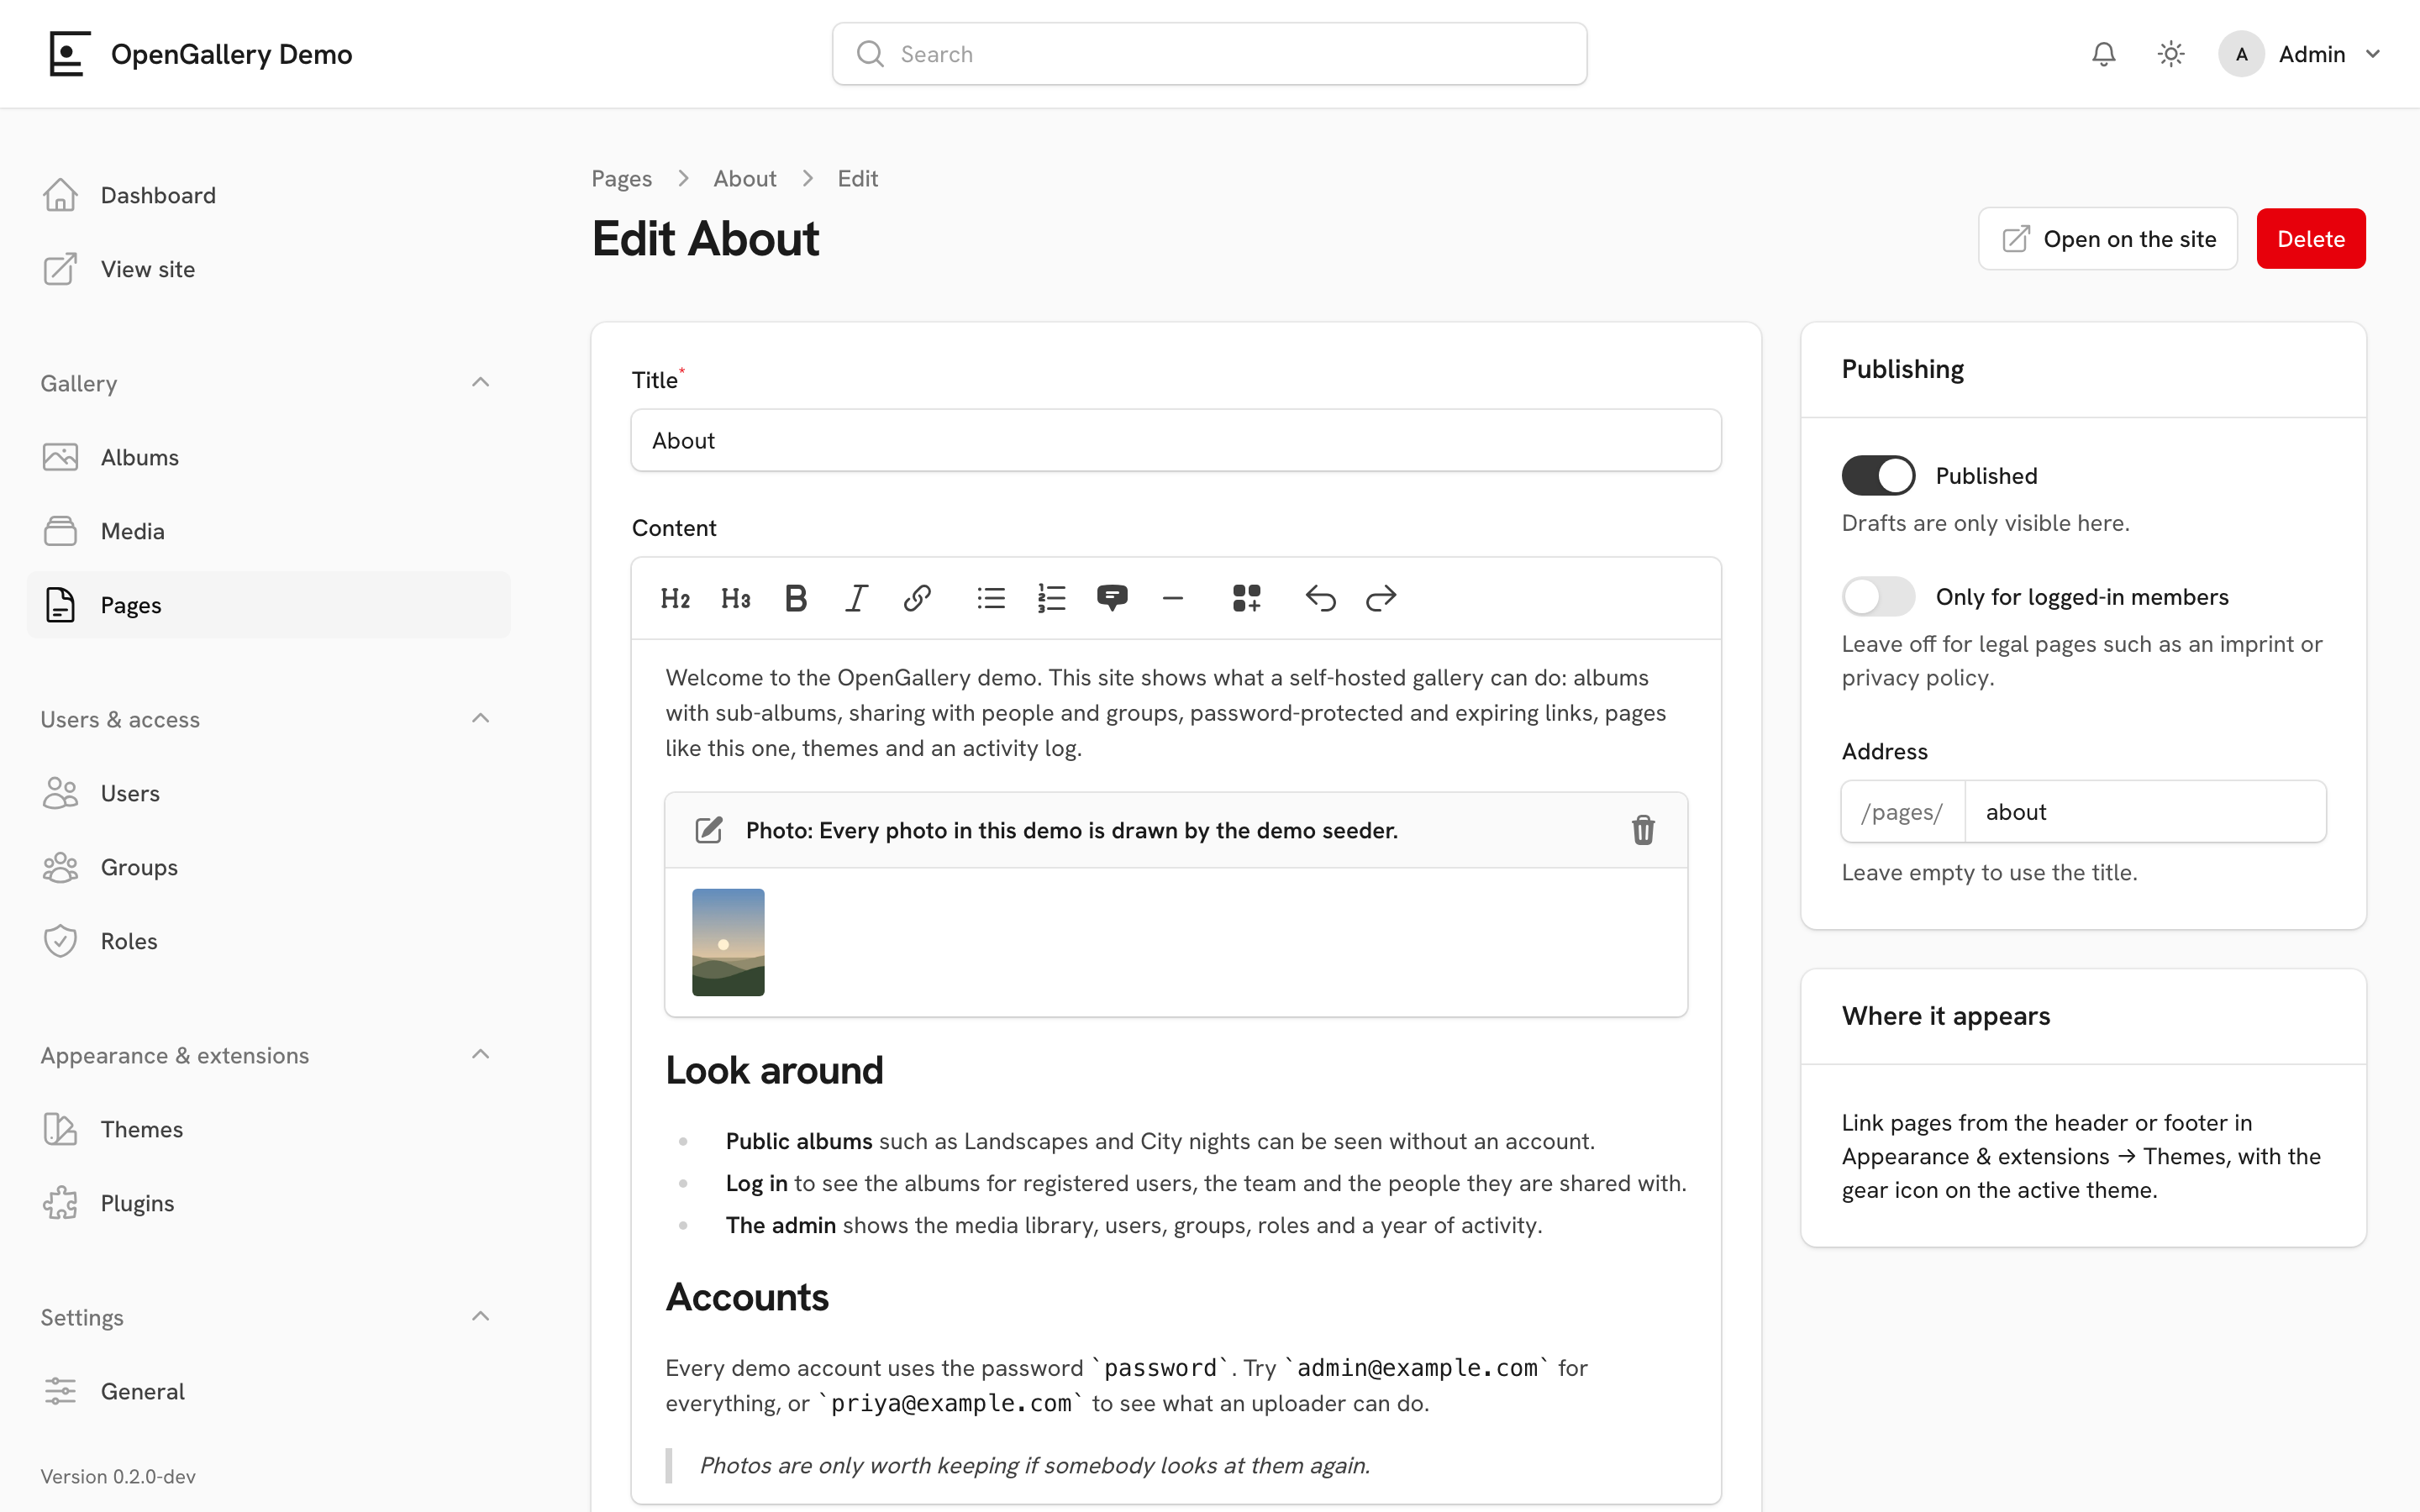 OpenGallery Demo
Search
A
Admin
Dashboard
View site
Gallery
Albums
Media
Pages
Users & access
Users
Groups
Roles
Appearance & extensions
Themes
Plugins
Settings
General
Version 0.2.0-dev
Pages > About > Edit
Edit About
Open on the site
Delete
Title*
About
Content
H2 H3 B I
Welcome to the OpenGallery demo. This site shows what a self-hosted gallery can do: albums
with sub-albums, sharing with people and groups, password-protected and expiring links, pages
like this one, themes and an activity log.
Photo: Every photo in this demo is drawn by the demo seeder.
Look around
• Public albums such as Landscapes and City nights can be seen without an account.
• Log in to see the albums for registered users, the team and the people they are shared with.
• The admin shows the media library, users, groups, roles and a year of activity.
Accounts
Every demo account uses the password `password`. Try `admin@example.com` for
everything, or `priya@example.com` to see what an uploader can do.
Photos are only worth keeping if somebody looks at them again.
Publishing
Published
Drafts are only visible here.
Only for logged-in members
Leave off for legal pages such as an imprint or
privacy policy.
Address
/pages/ about
Leave empty to use the title.
Where it appears
Link pages from the header or footer in
Appearance & extensions → Themes, with the
gear icon on the active theme.